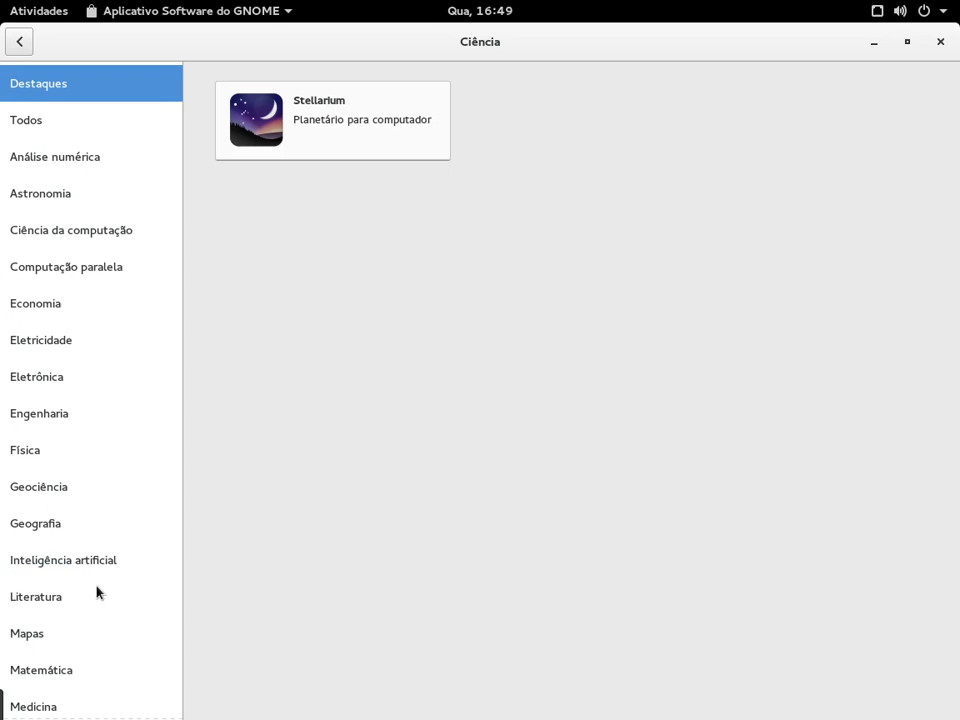 Atividades
Aplicativo Software do GNOME
Qua, 16:49
Ciência
Destaques
Todos
Análise numérica
Astronomia
Ciência da computação
Computação paralela
Economia
Eletricidade
Eletrônica
Engenharia
Física
Geociência
Geografia
Inteligência artificial
Literatura
Mapas
Matemática
Medicina
Stellarium
Planetário para computador